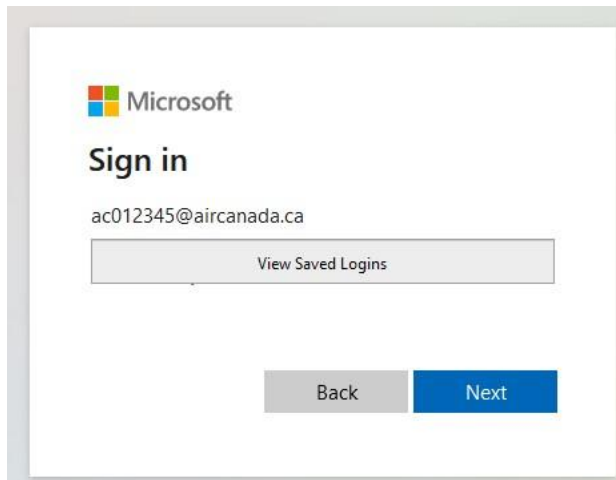 Microsoft
Sign in
ac012345@aircanada.ca
View Saved Logins
Back Next